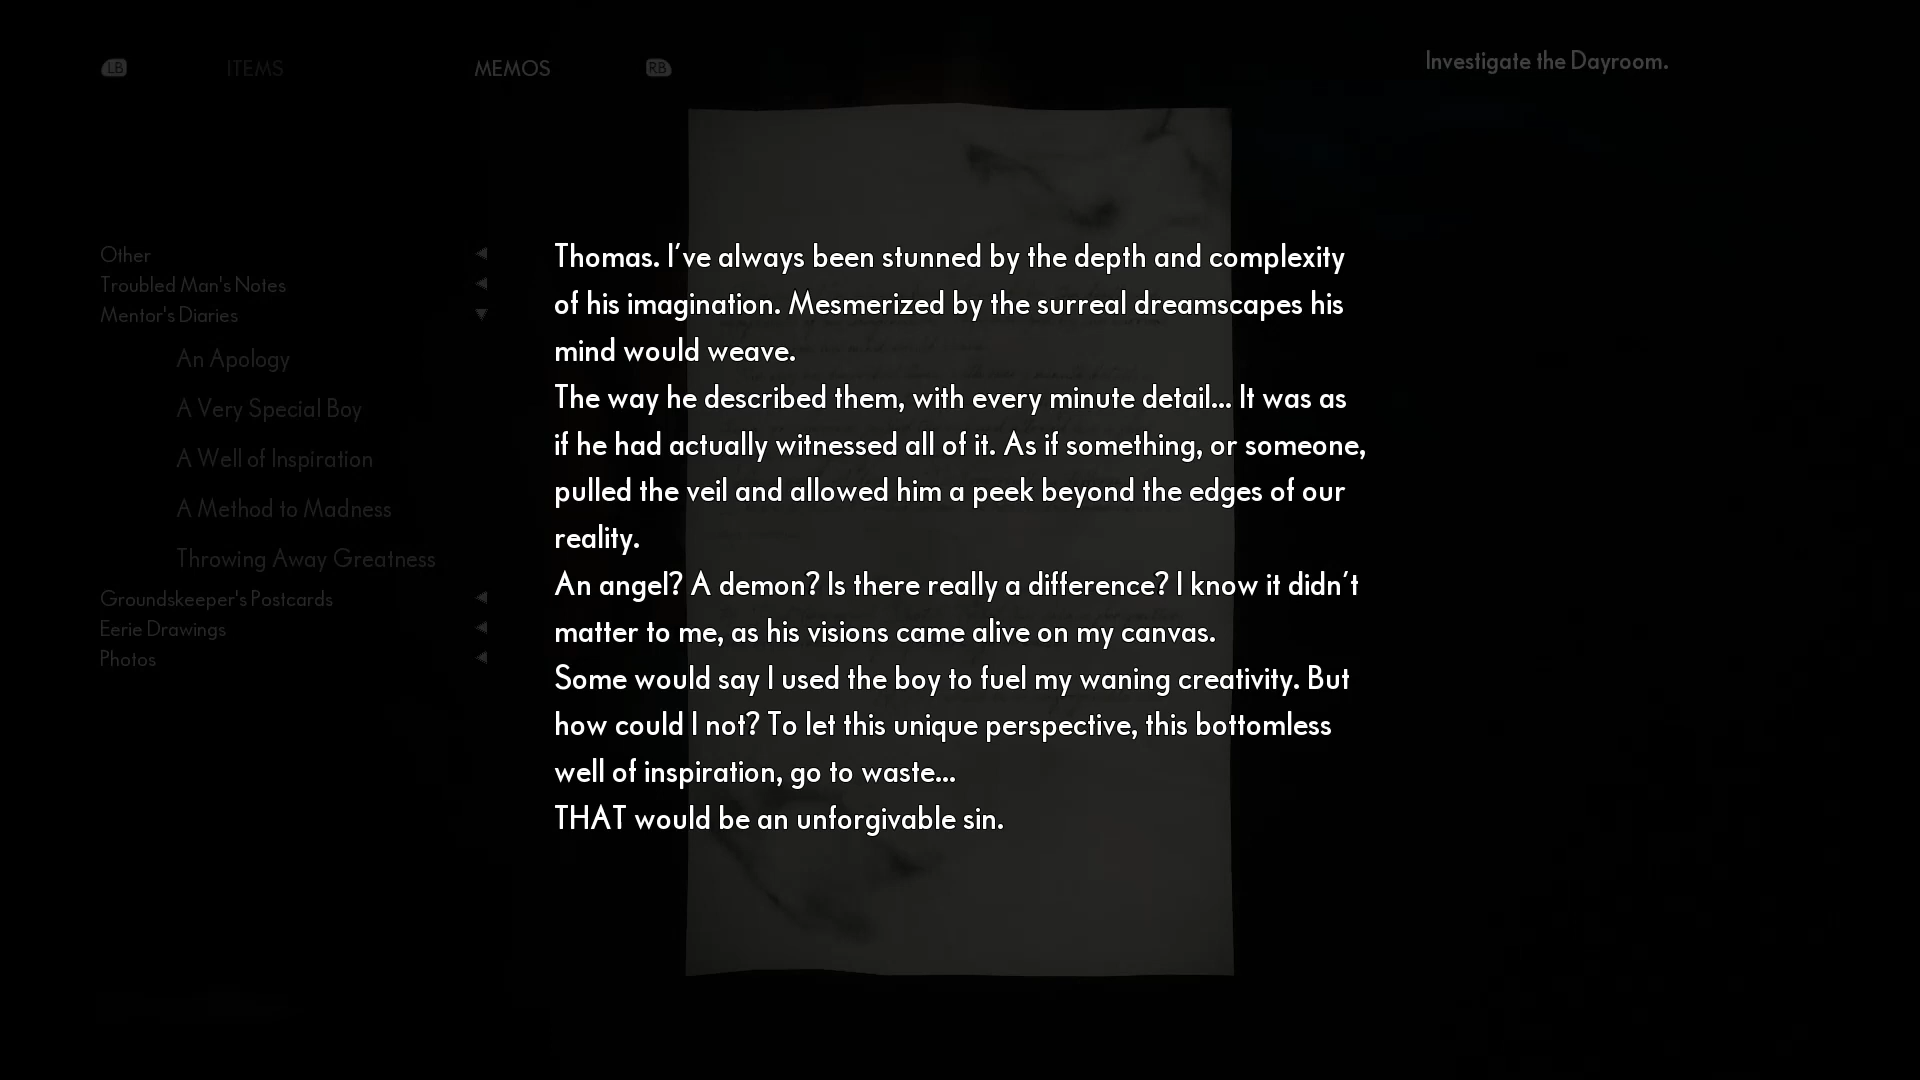 LB ITEMS MEMOS RB
Investigate the Dayroom.
Other
Troubled Man's Notes
Mentor's Diaries
An Apology
A Very Special Boy
A Well of Inspiration
A Method to Madness
Throwing Away Greatness
Groundskeeper's Postcards
Eerie Drawings
Photos
Thomas. I've always been stunned by the depth and complexity
of his imagination. Mesmerized by the surreal dreamscapes his
mind would weave.
The way he described them, with every minute detail... It was as
if he had actually witnessed all of it. As if something, or someone,
pulled the veil and allowed him a peek beyond the edges of our
reality.
An angel? A demon? Is there really a difference? I know it didn't
matter to me, as his visions came alive on my canvas.
Some would say I used the boy to fuel my waning creativity. But
how could I not? To let this unique perspective, this bottomless
well of inspiration, go to waste...
THAT would be an unforgivable sin.